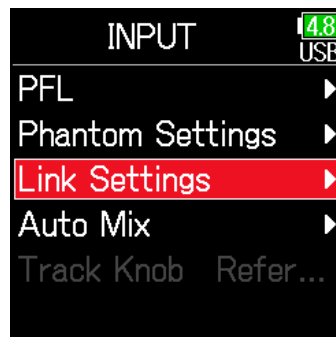 INPUT
4.8
USB
PFL
Phantom Settings
Link Settings
Auto Mix
Track Knob Refer...